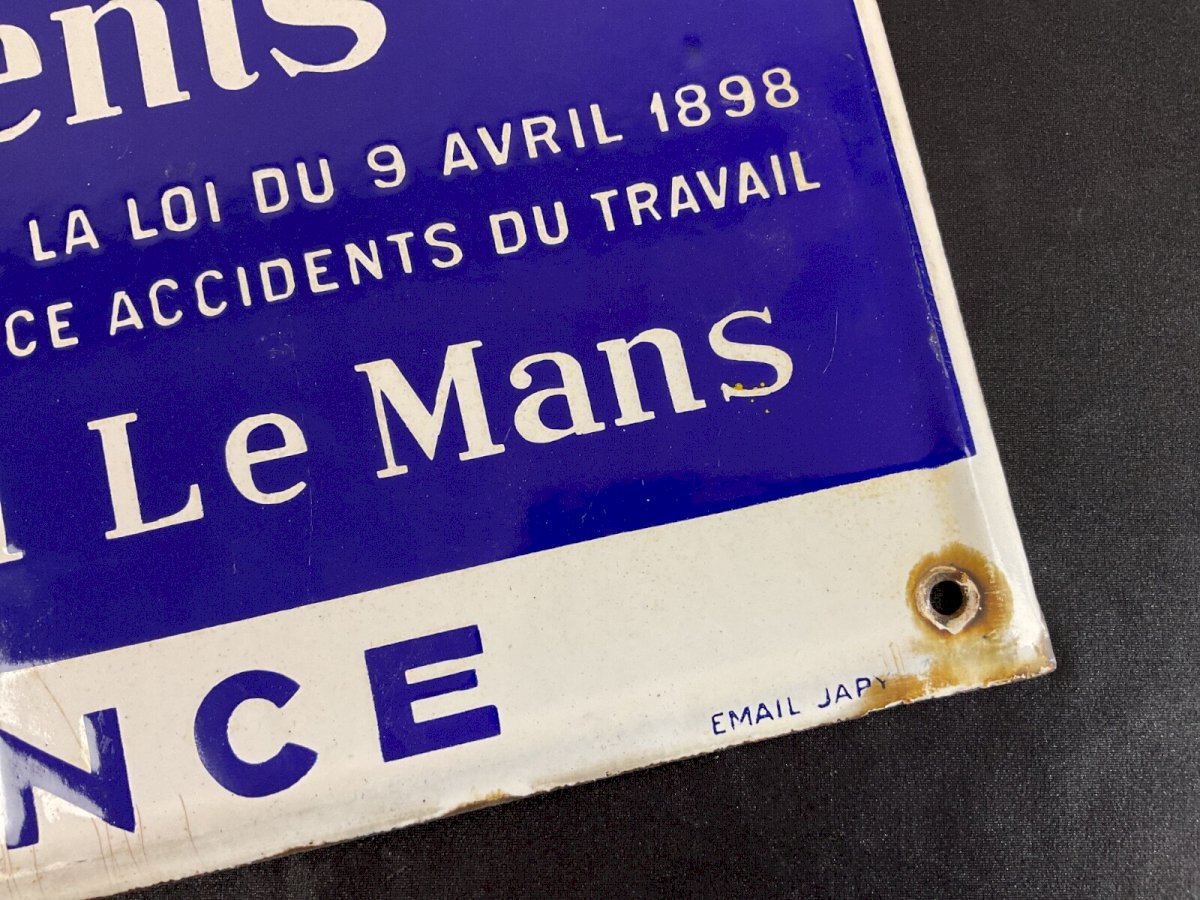 ents
LA LOI DU 9 AVRIL 1898
CE ACCIDENTS DU TRAVAIL
Le Mans
NCE
EMAIL JAPY